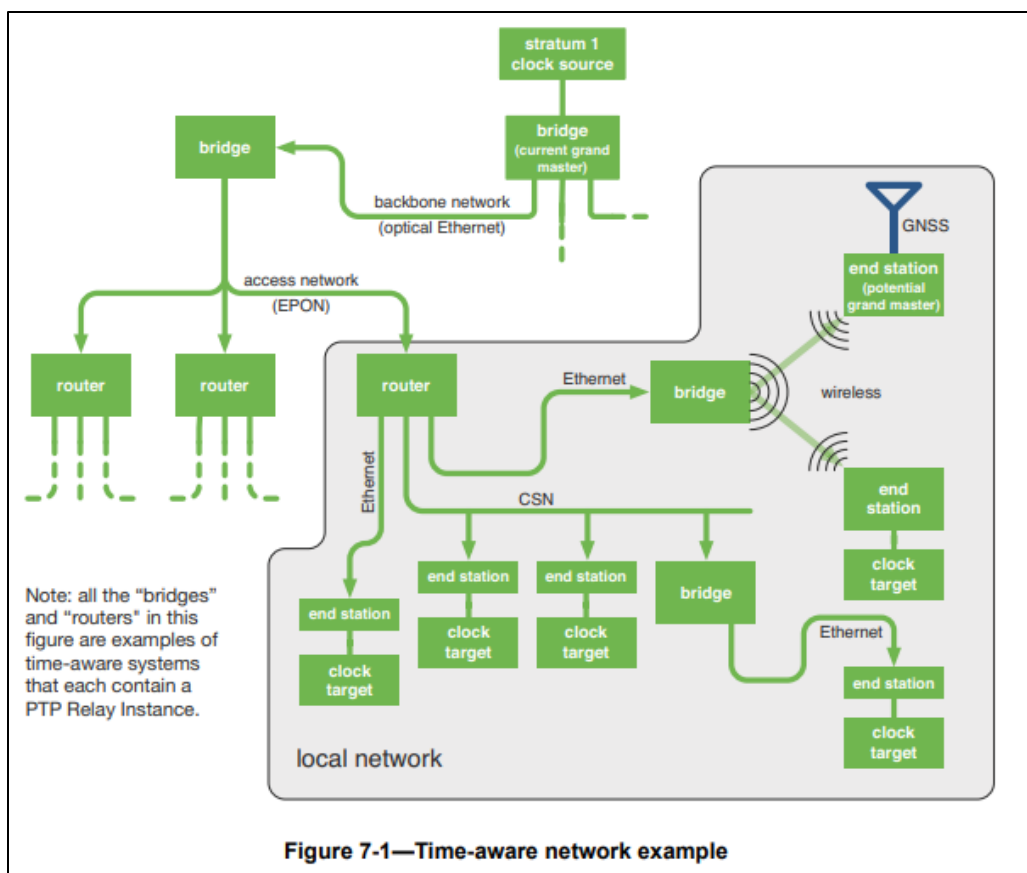 stratum 1
clock source
bridge
(current grand
master)
bridge
backbone network
(optical Ethernet)
GNSS
end station
(potential
grand master)
access network
(EPON)
router
router
router
Ethernet
bridge
wireless
Ethernet
CSN
end
station
clock
target
end station
clock
target
end station
clock
target
end station
clock
target
bridge
Ethernet
end station
clock
target
Note: all the “bridges”
and “routers" in this
figure are examples of
time-aware systems
that each contain a
PTP Relay Instance.
local network
Figure 7-1—Time-aware network example